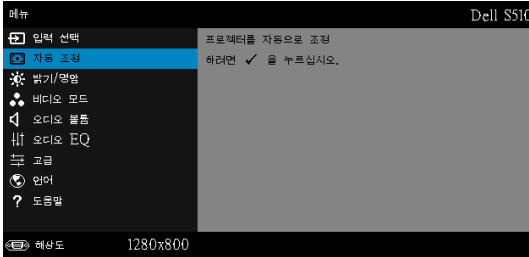 메뉴
Dell S510
입력 선택
자동 조정
밝기/명암
비디오 모드
오디오 볼륨
오디오 EQ
고급
언어
도움말
프로젝터를 자동으로 조정
하려면 ✓ 을 누르십시오.
해상도 1280x800